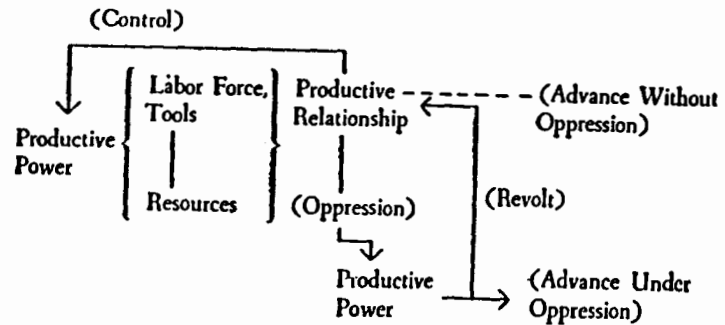 (Control)
Labor Force,
Tools
Productive
Relationship
(Advance Without
Oppression)
Productive
Power
Resources
(Oppression)
(Revolt)
Productive
Power
(Advance Under
Oppression)